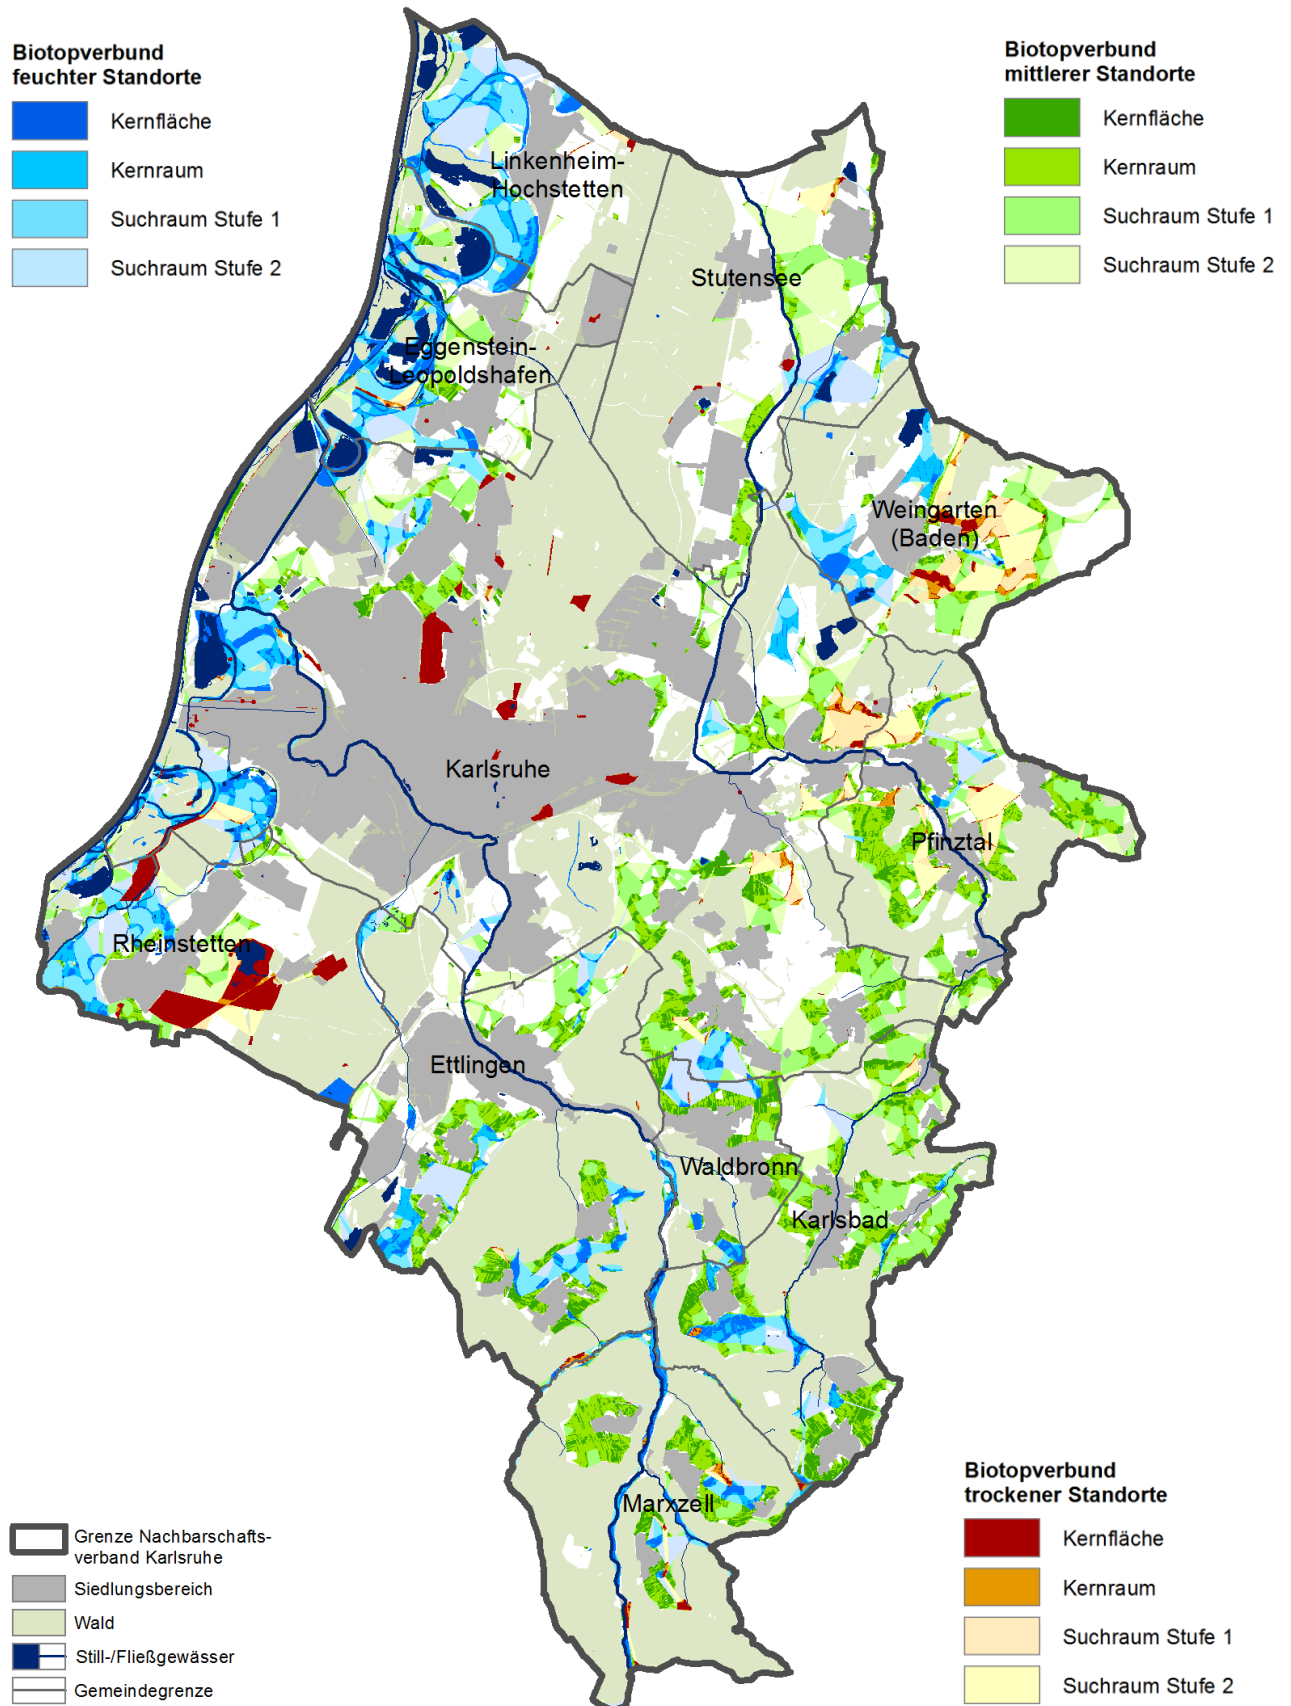 Biotopverbund
feuchter Standorte
Kernfläche
Kernraum
Suchraum Stufe 1
Suchraum Stufe 2
Biotopverbund
mittlerer Standorte
Kernfläche
Kernraum
Suchraum Stufe 1
Suchraum Stufe 2
Linkenheim-
Hochstetten
Stutensee
Eggenstein-
Leopoldshafen
Weingarten
(Baden)
Karlsruhe
Pfinztal
Rheinstetten
Ettlingen
Waldbronn
Karlsbad
Marxzell
Grenze Nachbarschafts-
verband Karlsruhe
Siedlungsbereich
Wald
Still-/Fließgewässer
Gemeindegrenze
Biotopverbund
trockener Standorte
Kernfläche
Kernraum
Suchraum Stufe 1
Suchraum Stufe 2